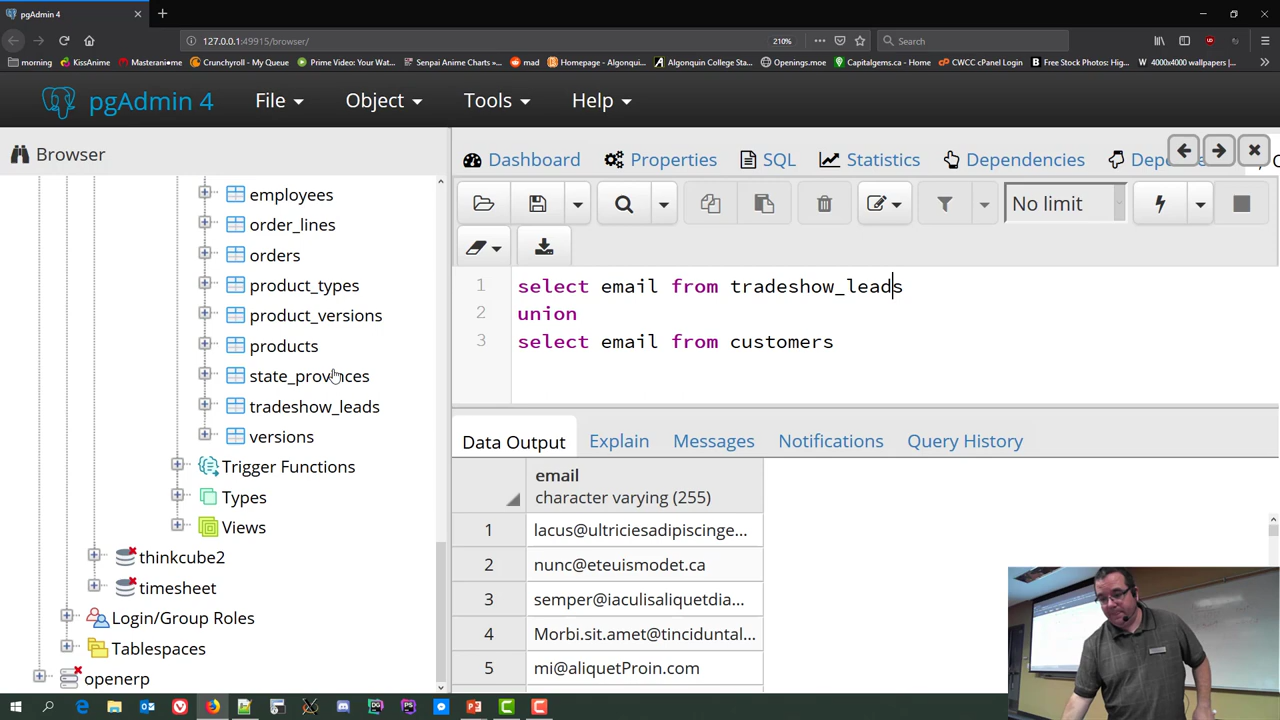 pgAdmin 4
127.0.0.1:49915/browser/
210%
Search
morning
KissAnime
Masterani•me
Crunchyroll - My Queue
Prime Video: Your Wat...
Senpai Anime Charts •...
mad
Homepage - Algonqui...
Algonquin College Sta...
Openings.moe
Capitalgems.ca - Home
CWCC cPanel Login
Free Stock Photos: Hig...
4000x4000 wallpapers |...
pgAdmin 4
File
Object
Tools
Help
Browser
Dashboard
Properties
SQL
Statistics
Dependencies
No limit
employees
order_lines
orders
product_types
product_versions
products
state_provinces
tradeshow_leads
versions
Trigger Functions
Types
Views
thinkcube2
timesheet
Login/Group Roles
Tablespaces
openerp
1 select email from tradeshow_leads
2 union
3 select email from customers
Data Output
Explain
Messages
Notifications
Query History
email
character varying (255)
1 lacus@ultriciesadipiscinge...
2 nunc@eteuismodet.ca
3 semper@iaculisaliquetdia...
4 Morbi.sit.amet@tinciduntal...
5 mi@aliquetProin.com